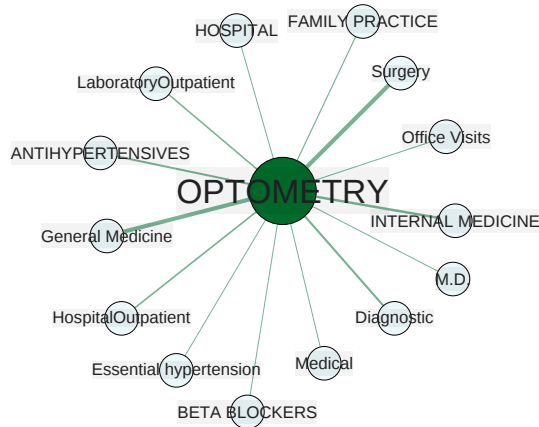 FAMILY PRACTICE
HOSPITAL
Surgery
LaboratoryOutpatient
Office Visits
ANTIHYPERTENSIVES
OPTOMETRY
INTERNAL MEDICINE
General Medicine
M.D.
HospitalOutpatient
Diagnostic
Medical
Essential hypertension
BETA BLOCKERS